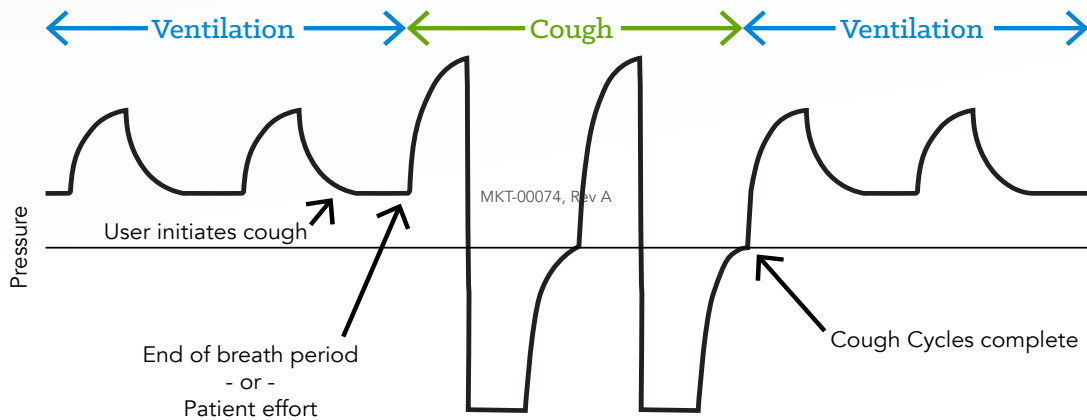 Ventilation
Cough
Ventilation
MKT-00074, Rev A
User initiates cough
Pressure
End of breath period
- or -
Patient effort
Cough Cycles complete